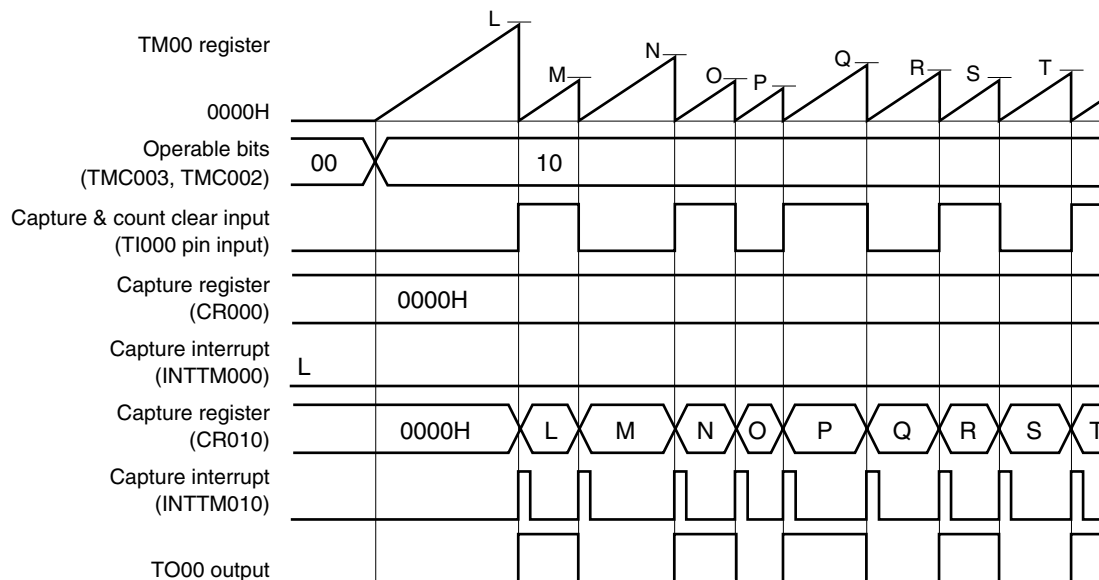 TM00 register
0000H
L
M
N
O
P
Q
R
S
T
Operable bits
(TMC003, TMC002)
00
10
Capture & count clear input
(TI000 pin input)
Capture register
(CR000)
0000H
Capture interrupt
(INTTM000)
L
Capture register
(CR010)
0000H
L
M
N
O
P
Q
R
S
T
Capture interrupt
(INTTM010)
TO00 output